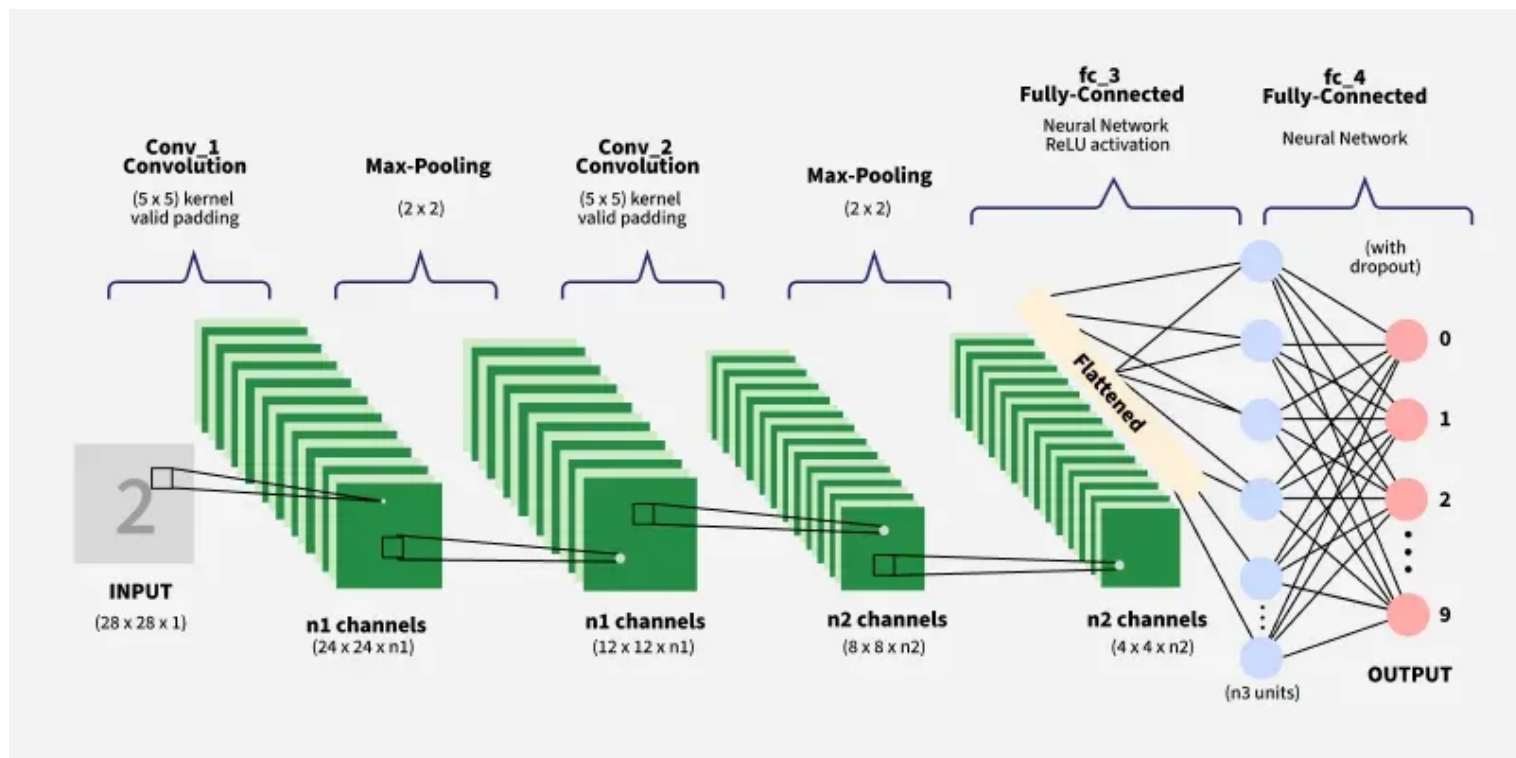 Conv_1
Convolution
(5 x 5) kernel
valid padding
Max-Pooling
(2 x 2)
Conv_2
Convolution
(5 x 5) kernel
valid padding
Max-Pooling
(2 x 2)
fc_3
Fully-Connected
Neural Network
ReLU activation
fc_4
Fully-Connected
Neural Network
(with
dropout)
2
INPUT
(28 x 28 x 1)
n1 channels
(24 x 24 x n1)
n1 channels
(12 x 12 x n1)
n2 channels
(8 x 8 x n2)
n2 channels
(4 x 4 x n2)
Flattened
(n3 units)
0
1
2
9
OUTPUT